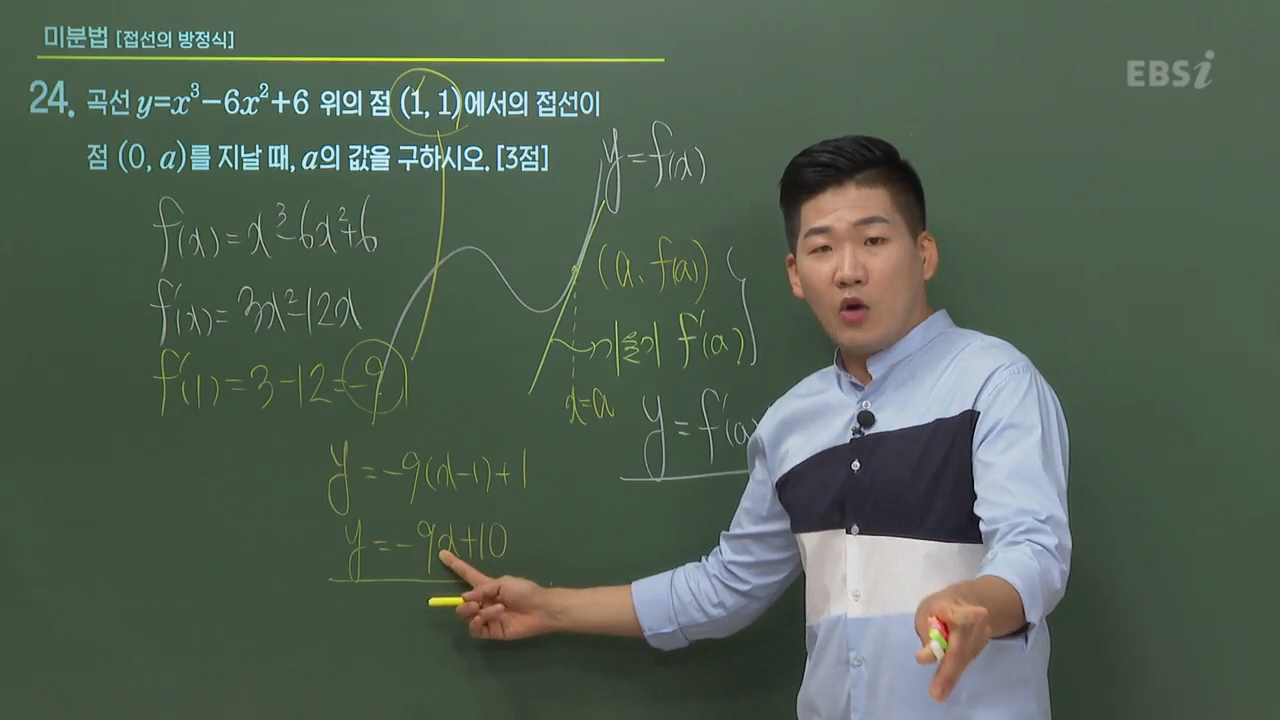 미분법 [접선의 방정식]
EBSi
24. 곡선 y=x³-6x²+6 위의 점 (1, 1)에서의 접선이
점 (0, a)를 지날 때, a의 값을 구하시오. [3점]
y=f(x)
f(x)=x³-6x²+6
f'(x)=3x²-12x
f'(1)=3-12=-9
(a, f(a))
기울기 f'(a)
x=a
y=f'(a)
y=-9(x-1)+1
y=-9x+10